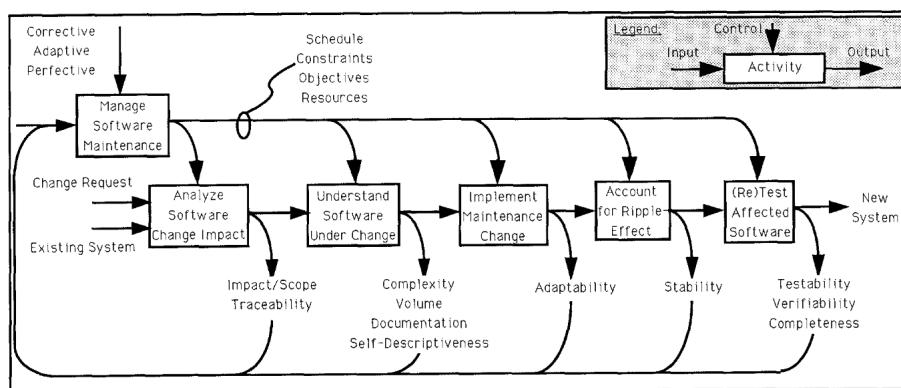 Corrective
Adaptive
Perfective
Schedule
Constraints
Objectives
Resources
Legend:
Control
Input
Output
Activity
Manage
Software
Maintenance
Change Request
Existing System
Analyze
Software
Change Impact
Understand
Software
Under Change
Implement
Maintenance
Change
Account
for Ripple-
Effect
(Re)Test
Affected
Software
New
System
Impact/Scope
Traceability
Complexity
Volume
Documentation
Self-Descriptiveness
Adaptability
Stability
Testability
Verifiability
Completeness